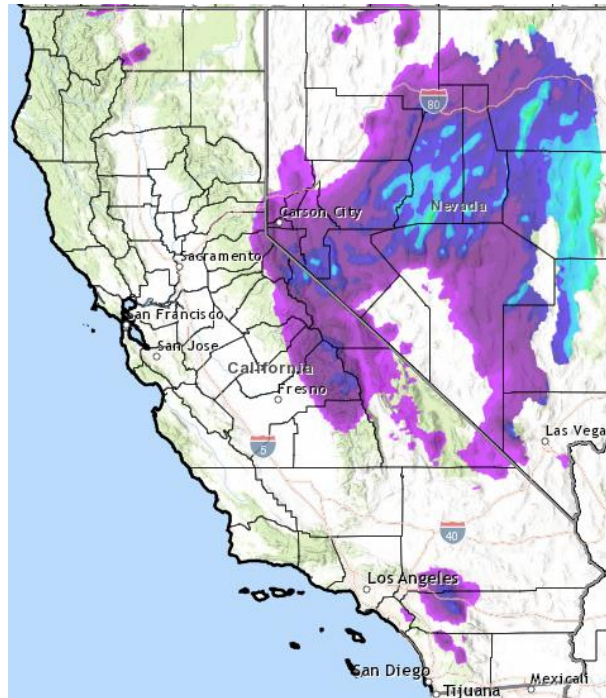 80
Carson City
Nevada
Sacramento
San Francisco
San Jose
California
Fresno
5
Las Vega
40
Los Angeles
San Diego
Tijuana
Mexicali